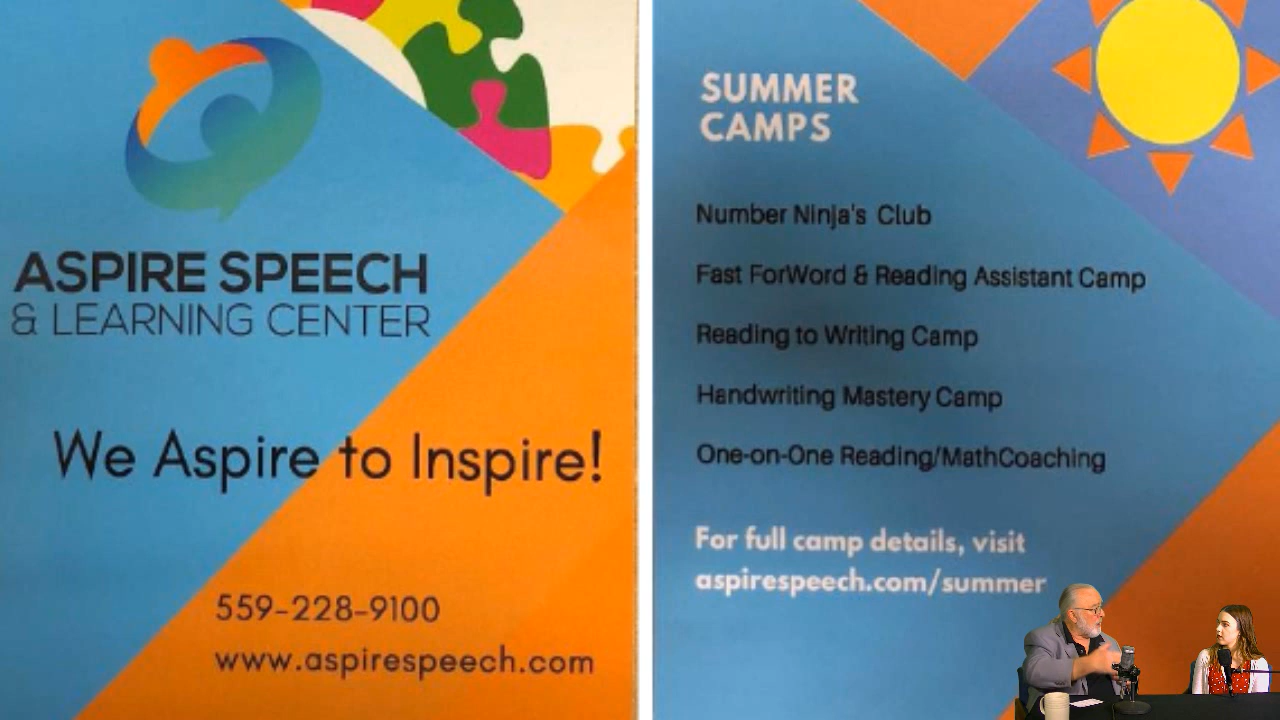 ASPIRE SPEECH
& LEARNING CENTER
We Aspire to Inspire!
559-228-9100
www.aspirespeech.com
SUMMER
CAMPS
Number Ninja's Club
Fast ForWord & Reading Assistant Camp
Reading to Writing Camp
Handwriting Mastery Camp
One-on-One Reading/MathCoaching
For full camp details, visit
aspirespeech.com/summer